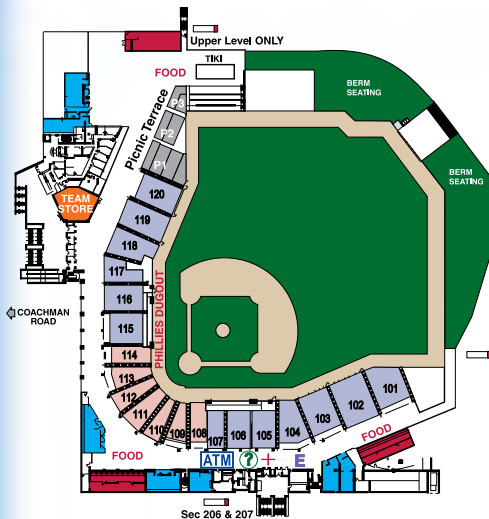 Upper Level ONLY
TIKI
FOOD
BERM
SEATING
Picnic Terrace
P3
P2
P1
BERM
SEATING
TEAM
STORE
120
119
118
117
116
115
PHILLIES DUGOUT
COACHMAN
ROAD
114
113
112
111
110
109
108
107
106
105
104
103
102
101
FOOD
FOOD
ATM
?
+
E
Sec 206 & 207